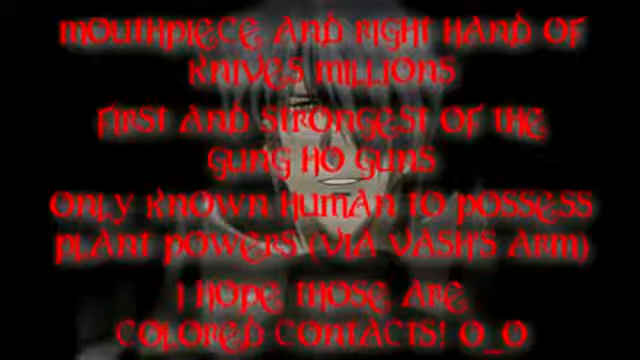 MOUTHPIECE AND RIGHT HAND OF
KNIVES MILLIONS
FIRST AND STRONGEST OF THE
GUNG HO GUNS
ONLY KNOWN HUMAN TO POSSESS
PLANT POWERS (VIA VASH'S ARM)
I HOPE THOSE ARE
COLORED CONTACTS! O_O